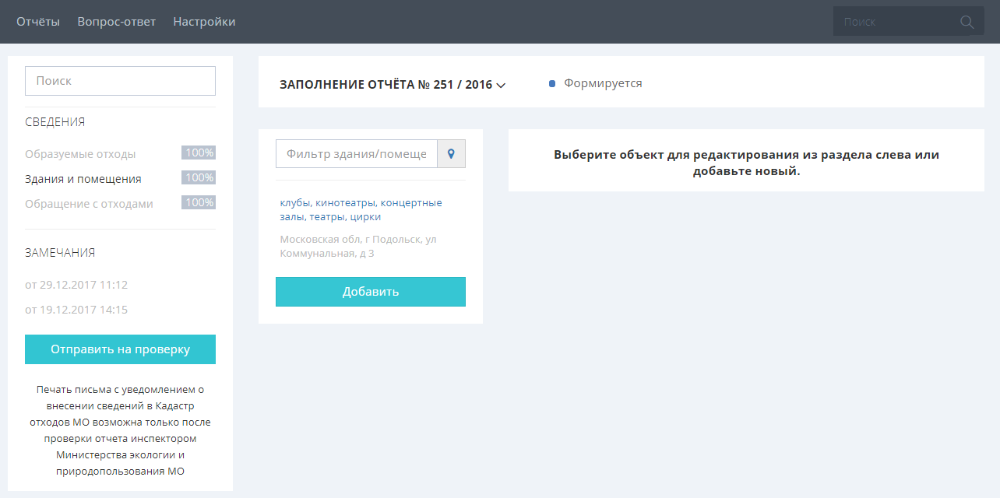 Отчёты Вопрос-ответ Настройки Поиск
Поиск
СВЕДЕНИЯ
Образуемые отходы 100%
Здания и помещения 100%
Обращение с отходами 100%
ЗАМЕЧАНИЯ
от 29.12.2017 11:12
от 19.12.2017 14:15
Отправить на проверку
Печать письма с уведомлением о
внесении сведений в Кадастр
отходов МО возможна только после
проверки отчета инспектором
Министерства экологии и
природопользования МО
ЗАПОЛНЕНИЕ ОТЧЁТА № 251 / 2016 Формируется
Фильтр здания/помеще
клубы, кинотеатры, концертные
залы, театры, цирки
Московская обл, г Подольск, ул
Коммунальная, д 3
Добавить
Выберите объект для редактирования из раздела слева или
добавьте новый.